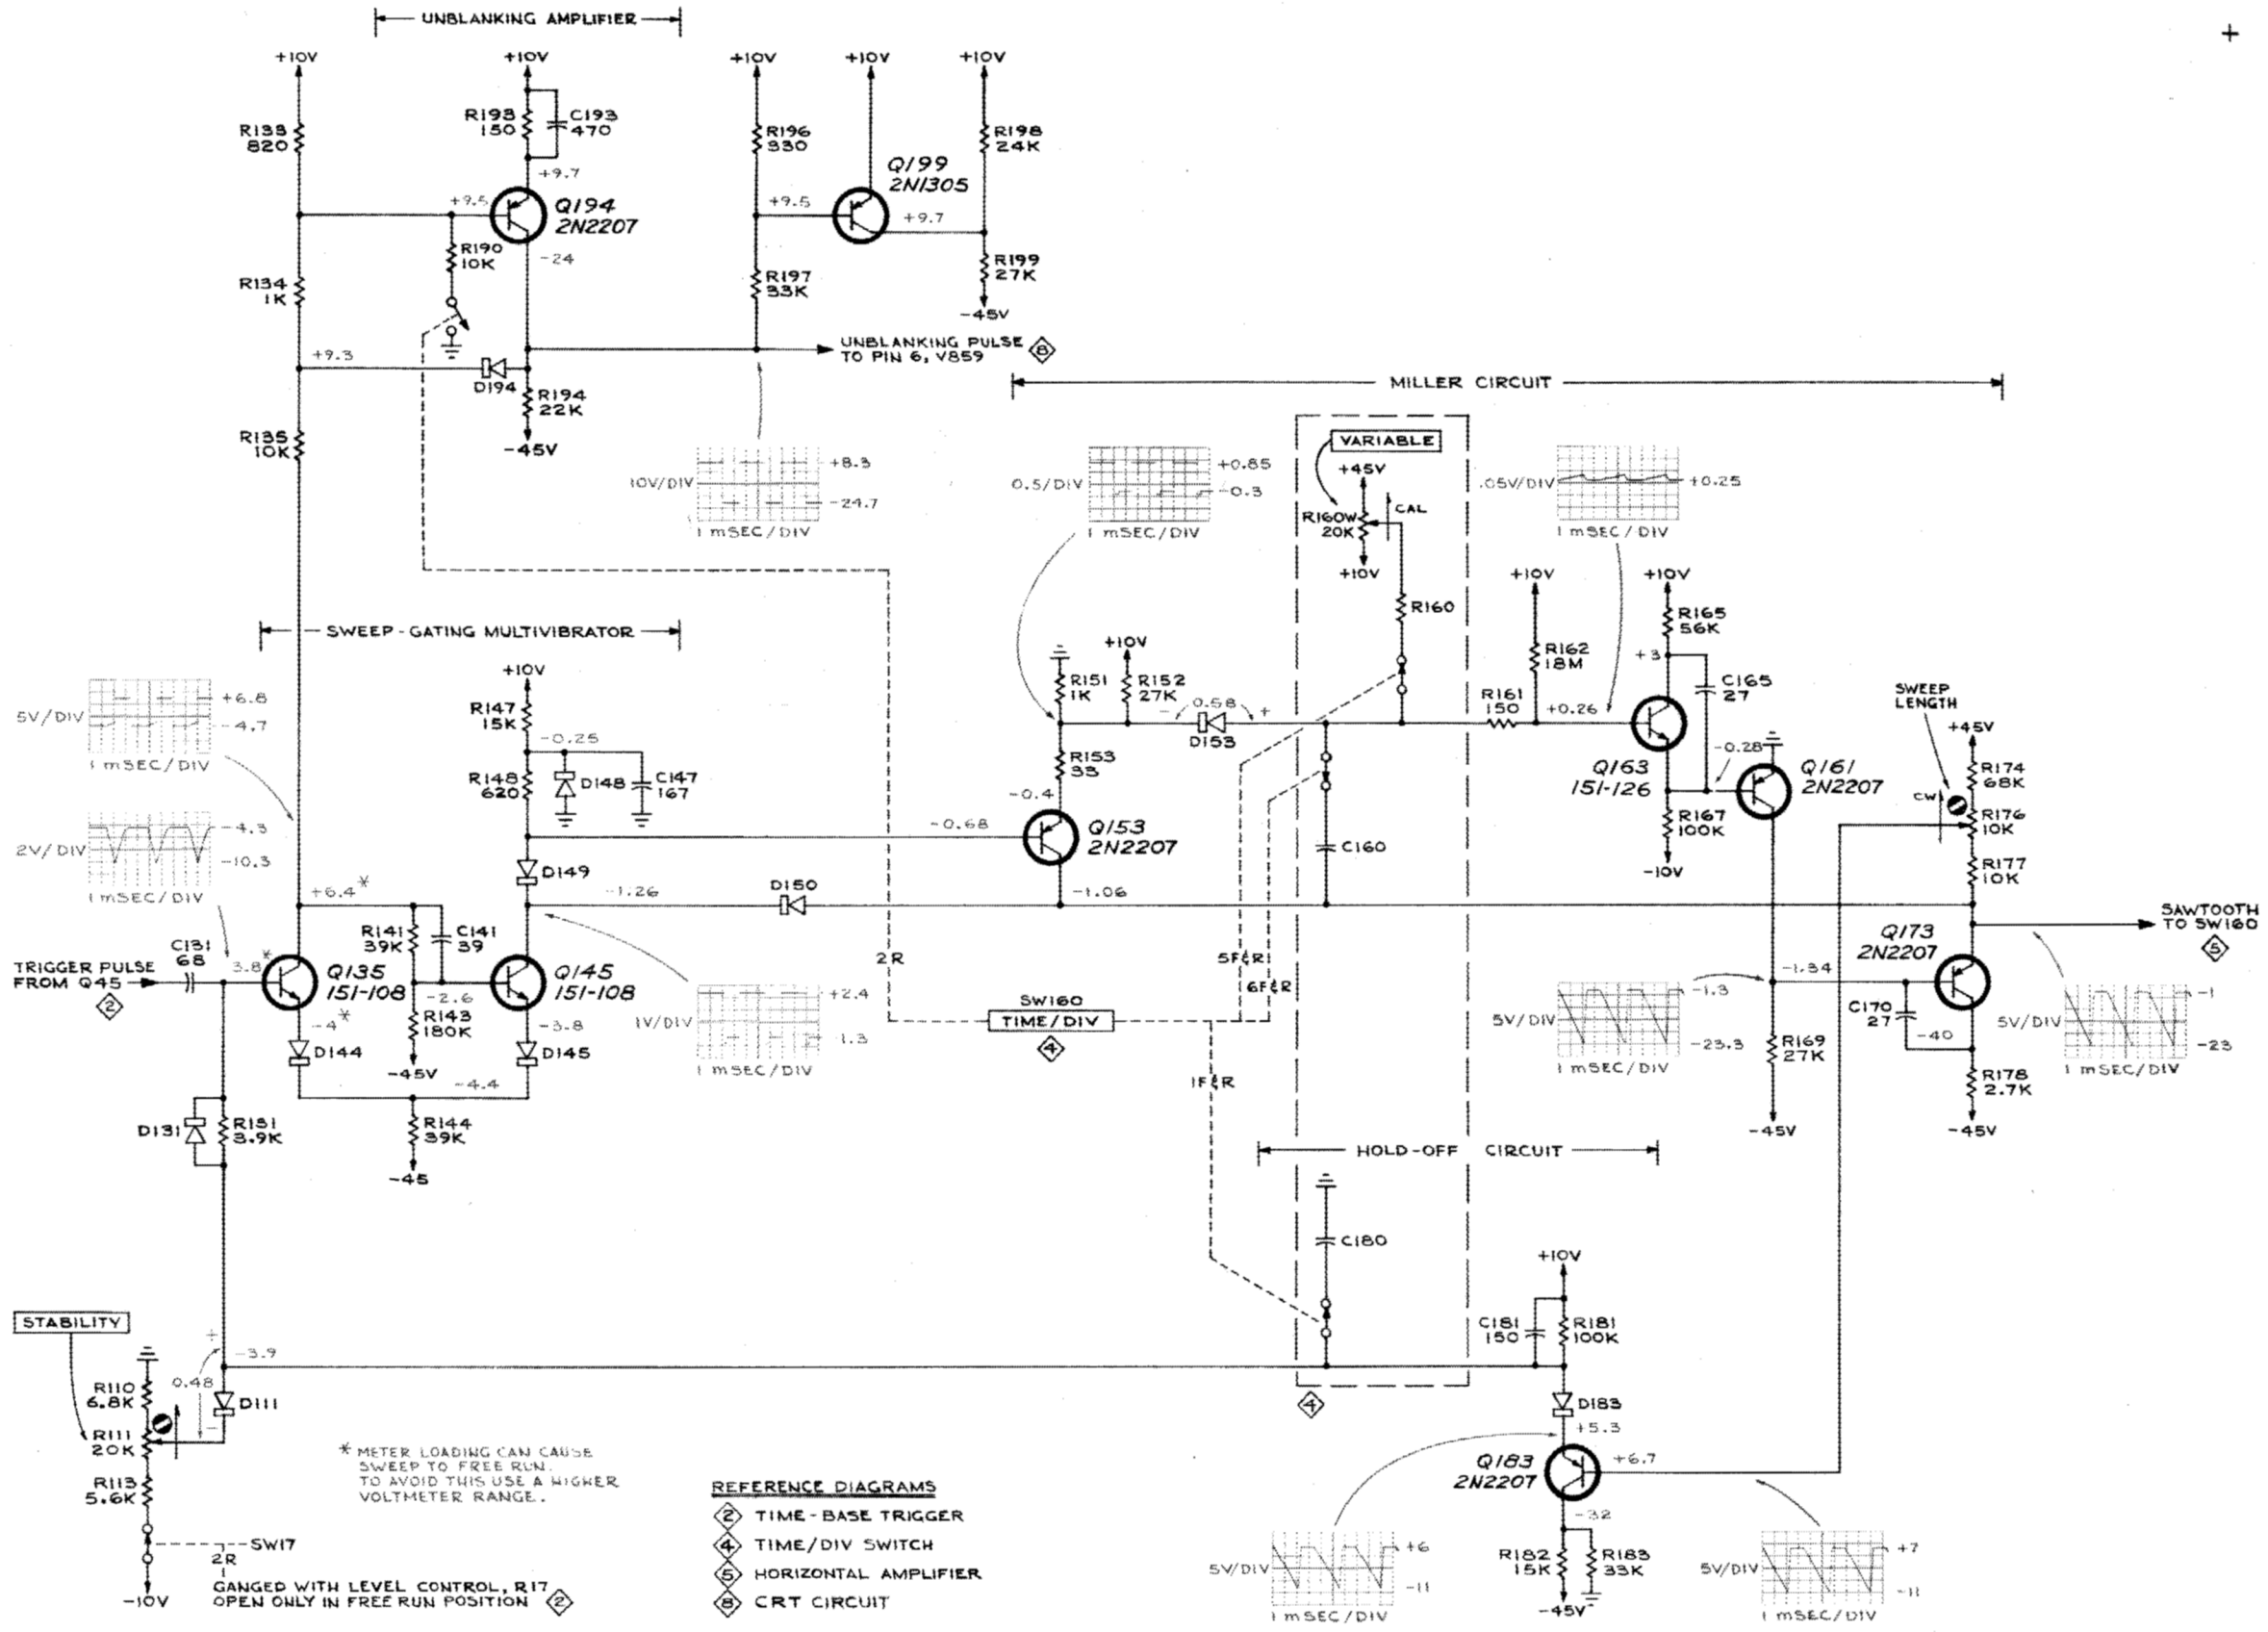 UNBLANKING AMPLIFIER
+
+10V
+10V
+10V
+10V
+10V
R133
820
R193
150
C193
470
R196
330
R198
24K
Q199
2N1305
+9.7
+9.5
Q194
2N2207
+9.5
+9.7
R190
10K
-24
R134
1K
R197
33K
R199
27K
-45V
UNBLANKING PULSE
TO PIN 6, V859
8
+9.3
D194
R194
22K
-45V
MILLER CIRCUIT
R135
10K
10V/DIV
+8.3
-24.7
1 mSEC/DIV
0.5/DIV
+0.85
-0.3
1 mSEC/DIV
VARIABLE
+45V
CAL
R160W
20K
+10V
R160
.05V/DIV
+0.25
1 mSEC/DIV
SWEEP-GATING MULTIVIBRATOR
+10V
+10V
+10V
+10V
R165
56K
R162
18M
+3
C165
27
R151
1K
R152
27K
0.58
-
+
D153
R161
150
+0.26
SWEEP
LENGTH
+45V
5V/DIV
+6.8
-4.7
1 mSEC/DIV
R147
15K
-0.25
R148
620
D148
C147
167
R153
33
-0.4
-0.28
Q163
151-126
Q161
2N2207
R174
68K
CW
R176
10K
R167
100K
-10V
2V/DIV
-4.3
-10.3
1 mSEC/DIV
-0.68
Q153
2N2207
C160
R177
10K
D149
-1.26
D150
-1.06
+6.4*
SAWTOOTH
TO SW160
5
TRIGGER PULSE
FROM Q45
2
C131
68
3.8*
Q135
151-108
R141
39K
C141
39
Q145
151-108
-2.6
R143
180K
-45V
-4*
D144
-3.8
D145
-4.4
R144
39K
-45
1V/DIV
+2.4
-1.3
1 mSEC/DIV
2R
5F&R
6F&R
SW160
TIME/DIV
4
1F&R
Q173
2N2207
-1.34
5V/DIV
-1.3
-23.3
1 mSEC/DIV
C170
27
-40
R169
27K
-45V
R178
2.7K
-45V
5V/DIV
-1
-23
1 mSEC/DIV
D131
R131
3.9K
HOLD-OFF CIRCUIT
C180
4
+10V
C181
150
R181
100K
D183
+5.3
Q183
2N2207
+6.7
-32
R182
15K
R183
33K
-45V
5V/DIV
+6
-11
1 mSEC/DIV
5V/DIV
+7
-11
1 mSEC/DIV
STABILITY
+
-3.9
0.48
-
R110
6.8K
D111
R111
20K
R113
5.6K
SW17
2R
-10V
GANGED WITH LEVEL CONTROL, R17
OPEN ONLY IN FREE RUN POSITION
2
* METER LOADING CAN CAUSE
SWEEP TO FREE RUN.
TO AVOID THIS USE A HIGHER
VOLTMETER RANGE.
REFERENCE DIAGRAMS
2 TIME-BASE TRIGGER
4 TIME/DIV SWITCH
5 HORIZONTAL AMPLIFIER
8 CRT CIRCUIT